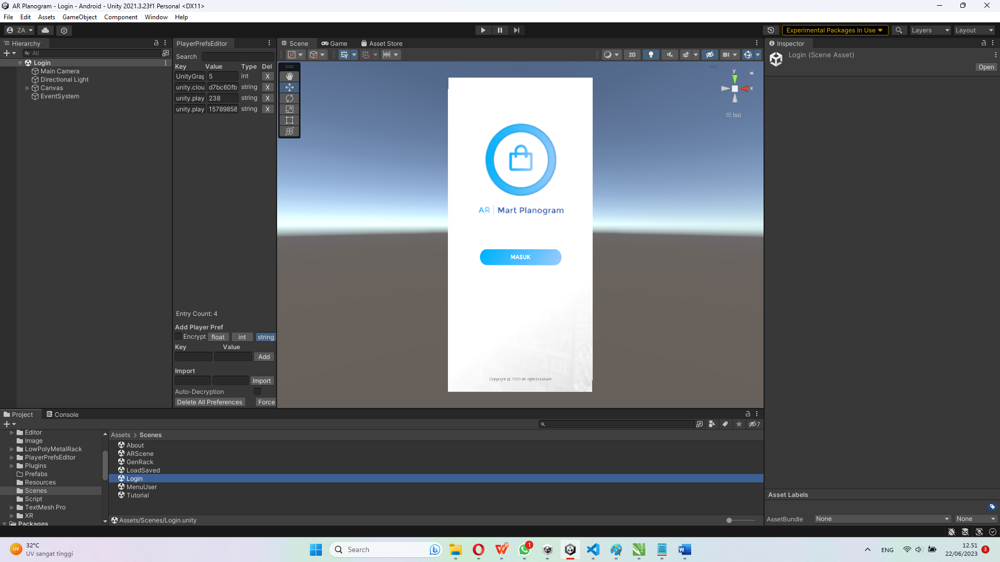 AR Planogram - Login - Android - Unity 2021.3.23f1 Personal <DX11>
File Edit Assets GameObject Component Window Help
ZA
Experimental Packages In Use
Layers
Layout
Hierarchy
All
Login
Main Camera
Directional Light
Canvas
EventSystem
PlayerPrefsEditor
Search
Key Value Type Del
UnityGrap 5 int X
unity.clou d7bc60fb string X
unity.play 238 string X
unity.play 15789858 string X
Entry Count: 4
Add Player Pref
Encrypt float int string
Key Value
Add
Import
Import
Auto-Decryption
Delete All Preferences Force
Scene Game Asset Store
2D
y
x
Iso
AR | Mart Planogram
MASUK
Copyright @ 2023 All right reserved
Inspector
Login (Scene Asset)
Open
Asset Labels
AssetBundle None None
Project Console
7
Editor
Image
LowPolyMetalRack
PlayerPrefsEditor
Plugins
Prefabs
Resources
Scenes
Script
TextMesh Pro
XR
Packages
Assets > Scenes
About
ARScene
GenRack
LoadSaved
Login
MenuUser
Tutorial
Assets/Scenes/Login.unity
UV
32°C
UV sangat tinggi
Search
1
ENG
12.51
22/06/2023
3